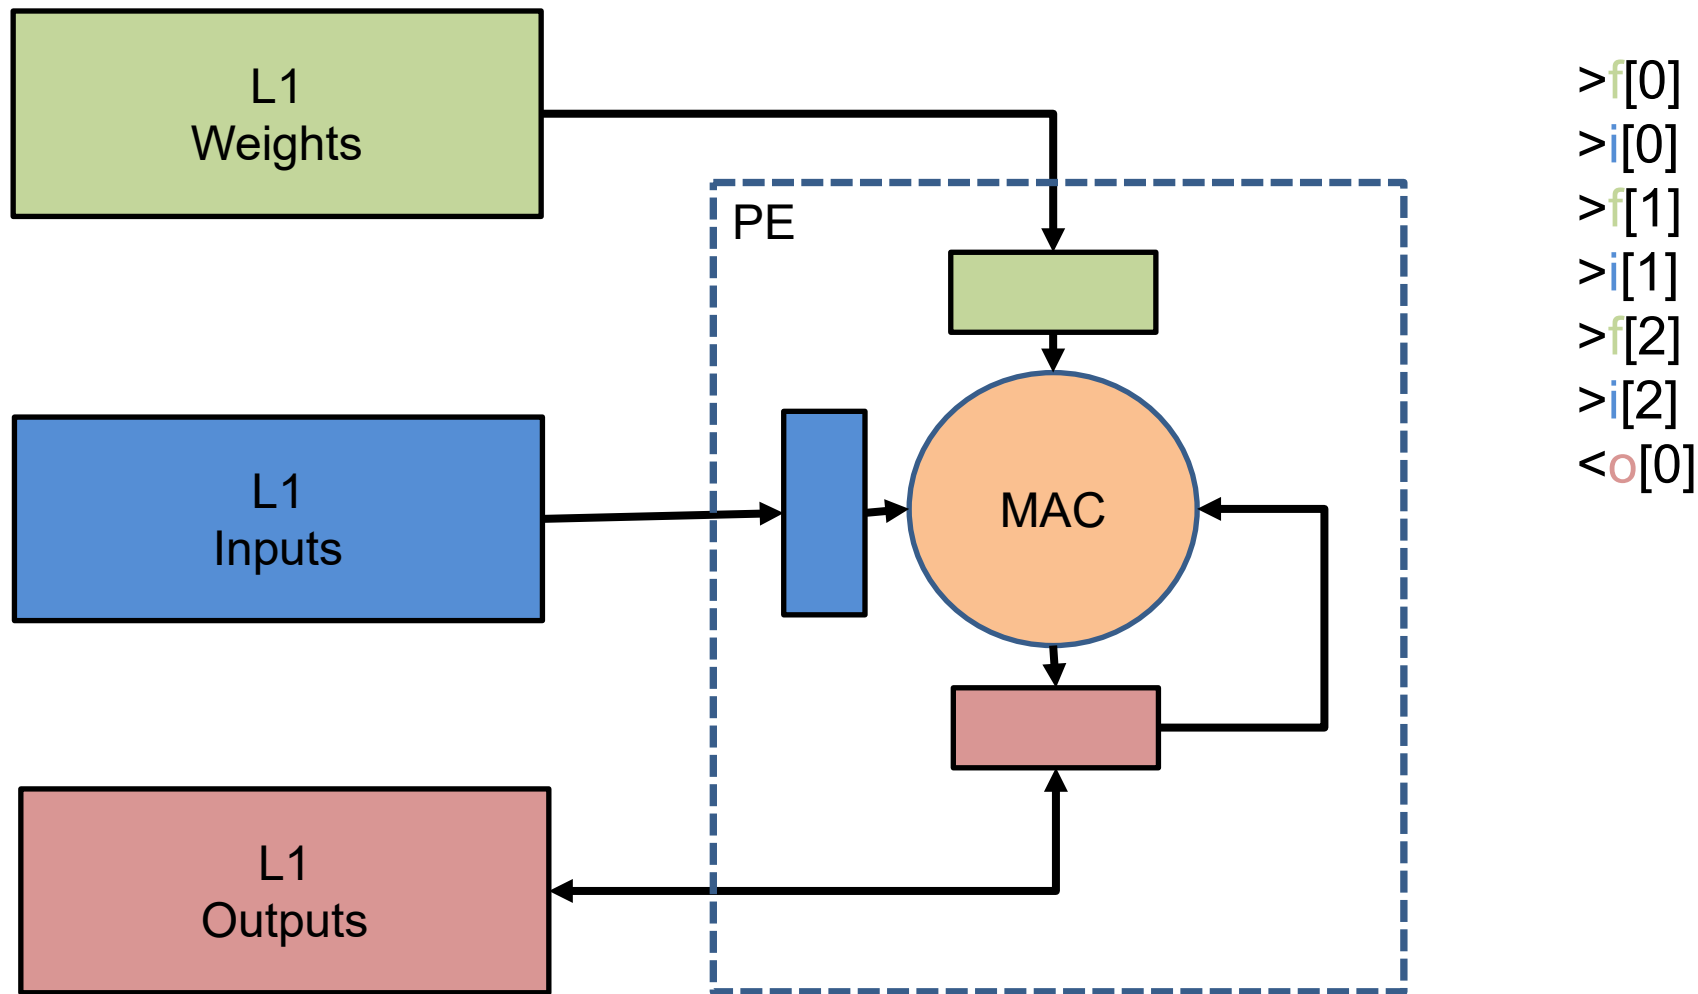 L1
Weights
PE
L1
Inputs
MAC
L1
Outputs
>f[0]
>i[0]
>f[1]
>i[1]
>f[2]
>i[2]
<o[0]